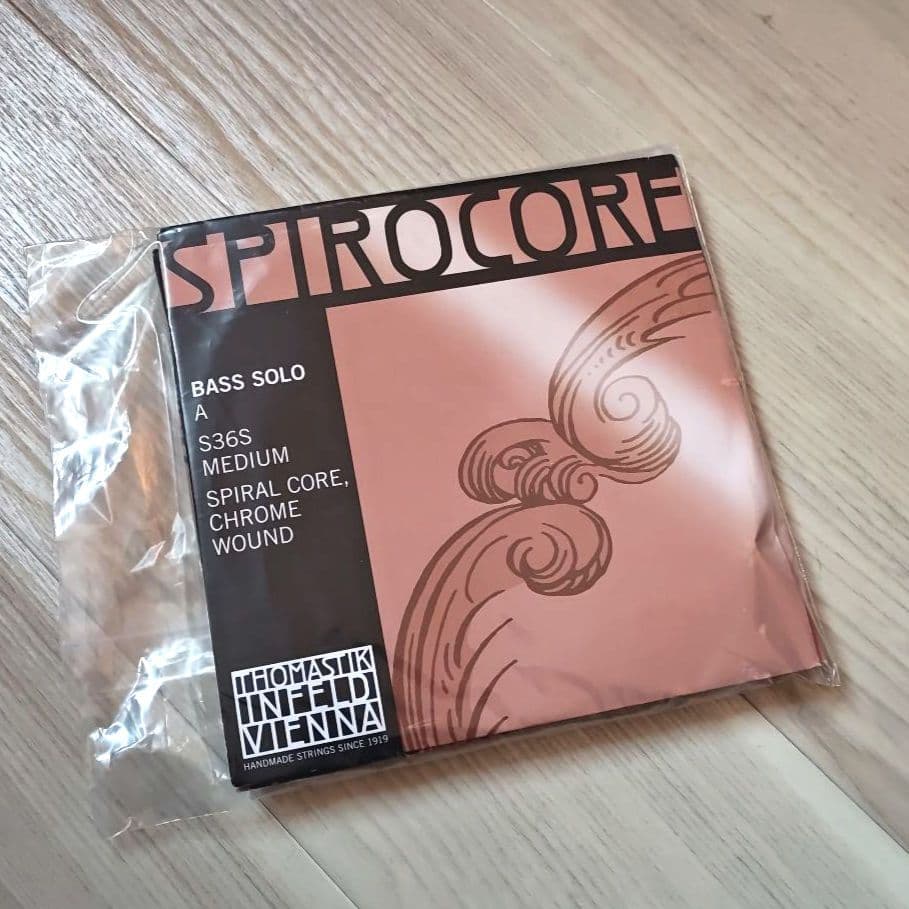 SPIROCORE
BASS SOLO
A
S36S
MEDIUM
SPIRAL CORE,
CHROME
WOUND
THOMASTIK
INFELD
VIENNA
HANDMADE STRINGS SINCE 1919